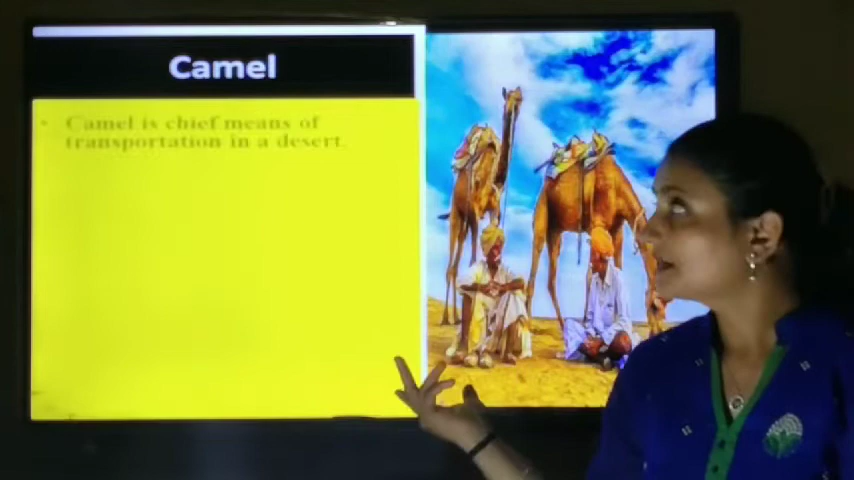 Camel
• Camel is chief means of
transportation in a desert.